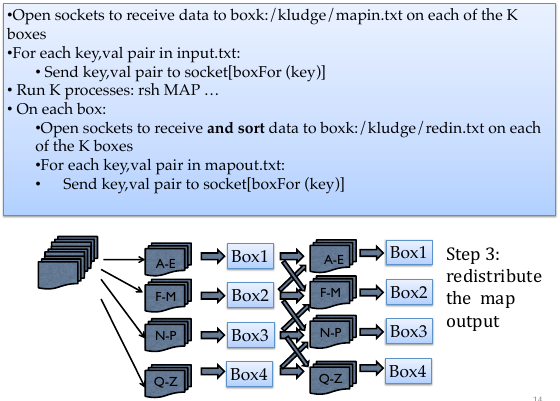 •Open sockets to receive data to boxk:/kludge/mapin.txt on each of the K
boxes
•For each key,val pair in input.txt:
• Send key,val pair to socket[boxFor (key)]
• Run K processes: rsh MAP …
• On each box:
•Open sockets to receive and sort data to boxk:/kludge/redin.txt on each
of the K boxes
•For each key,val pair in mapout.txt:
• Send key,val pair to socket[boxFor (key)]
A-E
Box1
A-E
Box1
F-M
Box2
F-M
Box2
N-P
Box3
N-P
Box3
Q-Z
Box4
Q-Z
Box4
Step 3:
redistribute
the map
output
14